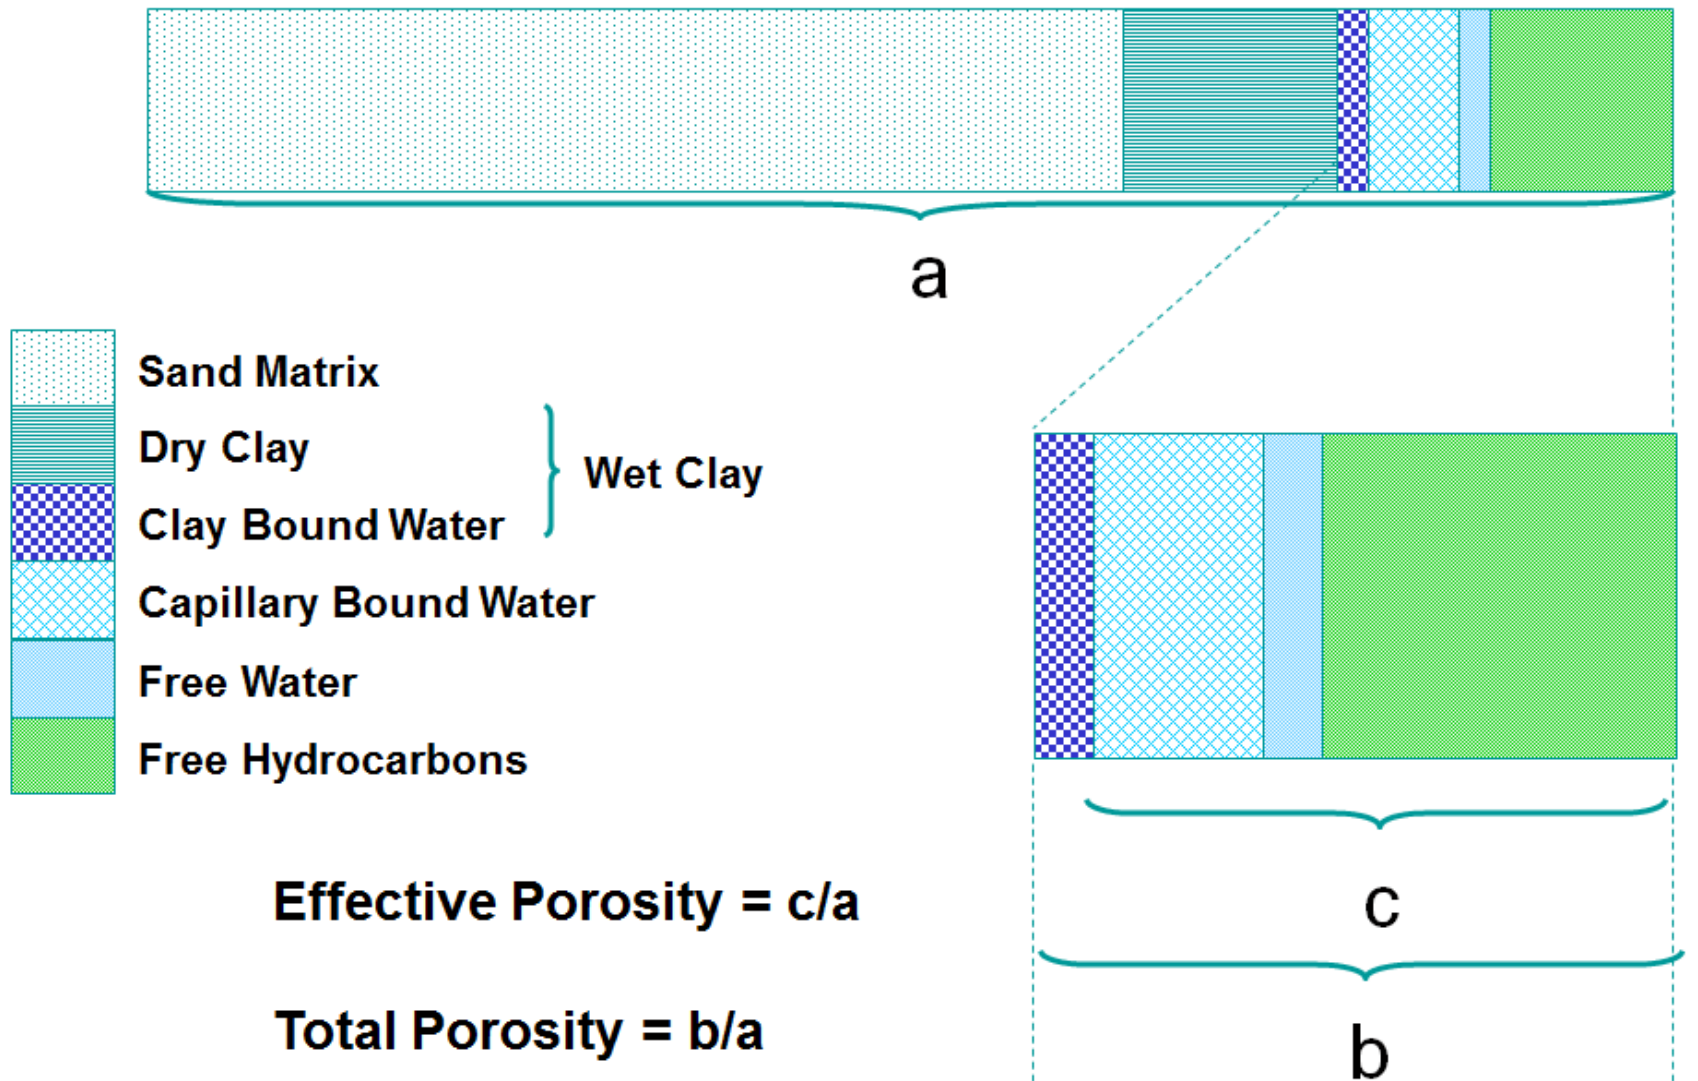 a
Sand Matrix
Dry Clay
Wet Clay
Clay Bound Water
Capillary Bound Water
Free Water
Free Hydrocarbons
Effective Porosity = c/a
c
Total Porosity = b/a
b